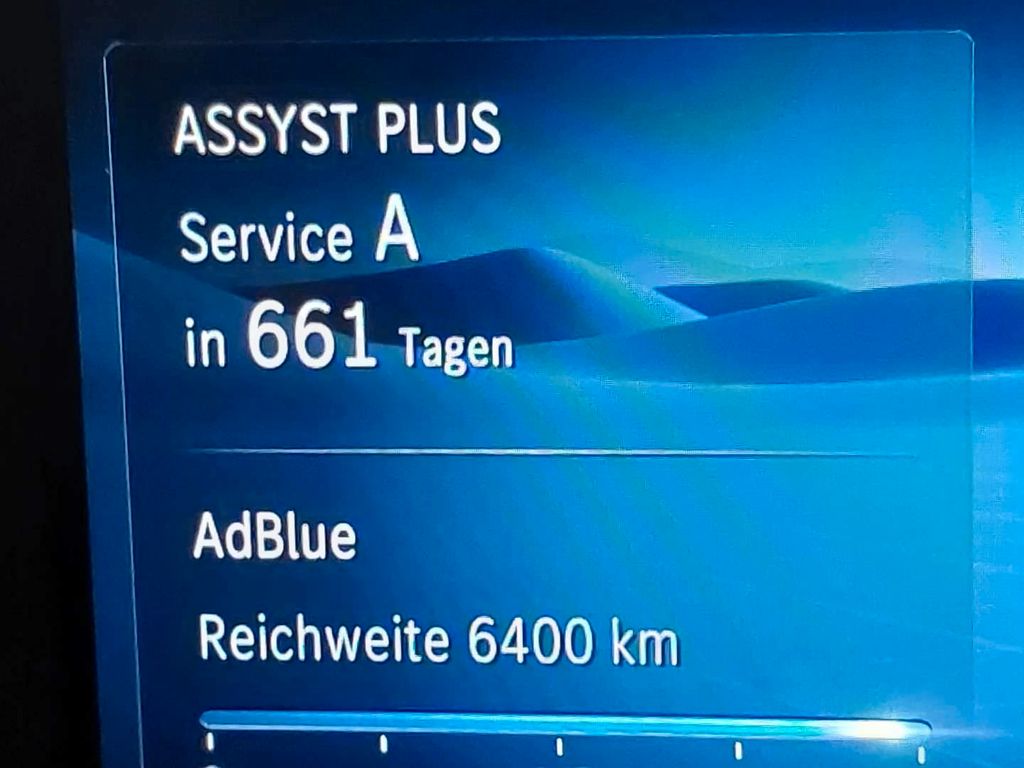 ASSYST PLUS
Service A
in 661 Tagen
AdBlue
Reichweite 6400 km